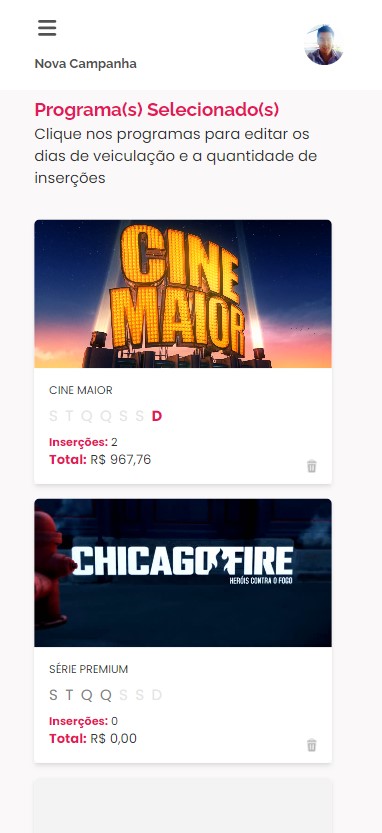 Nova Campanha
Programa(s) Selecionado(s)
Clique nos programas para editar os
dias de veiculação e a quantidade de
inserções
CINE
MAIOR
CINE MAIOR
S T Q Q S S D
Inserções: 2
Total: R$ 967,76
CHICAGO FIRE
HERÓIS CONTRA O FOGO
SÉRIE PREMIUM
S T Q Q S S D
Inserções: 0
Total: R$ 0,00